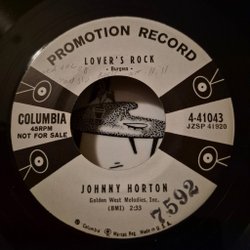 PROMOTION RECORD
LOVER'S ROCK
- Burgess -
COLUMBIA
45RPM
NOT FOR SALE
4-41043
JZSP 41920
JOHNNY HORTON
Golden West Melodies, Inc.
(BMI) 2:33
7592